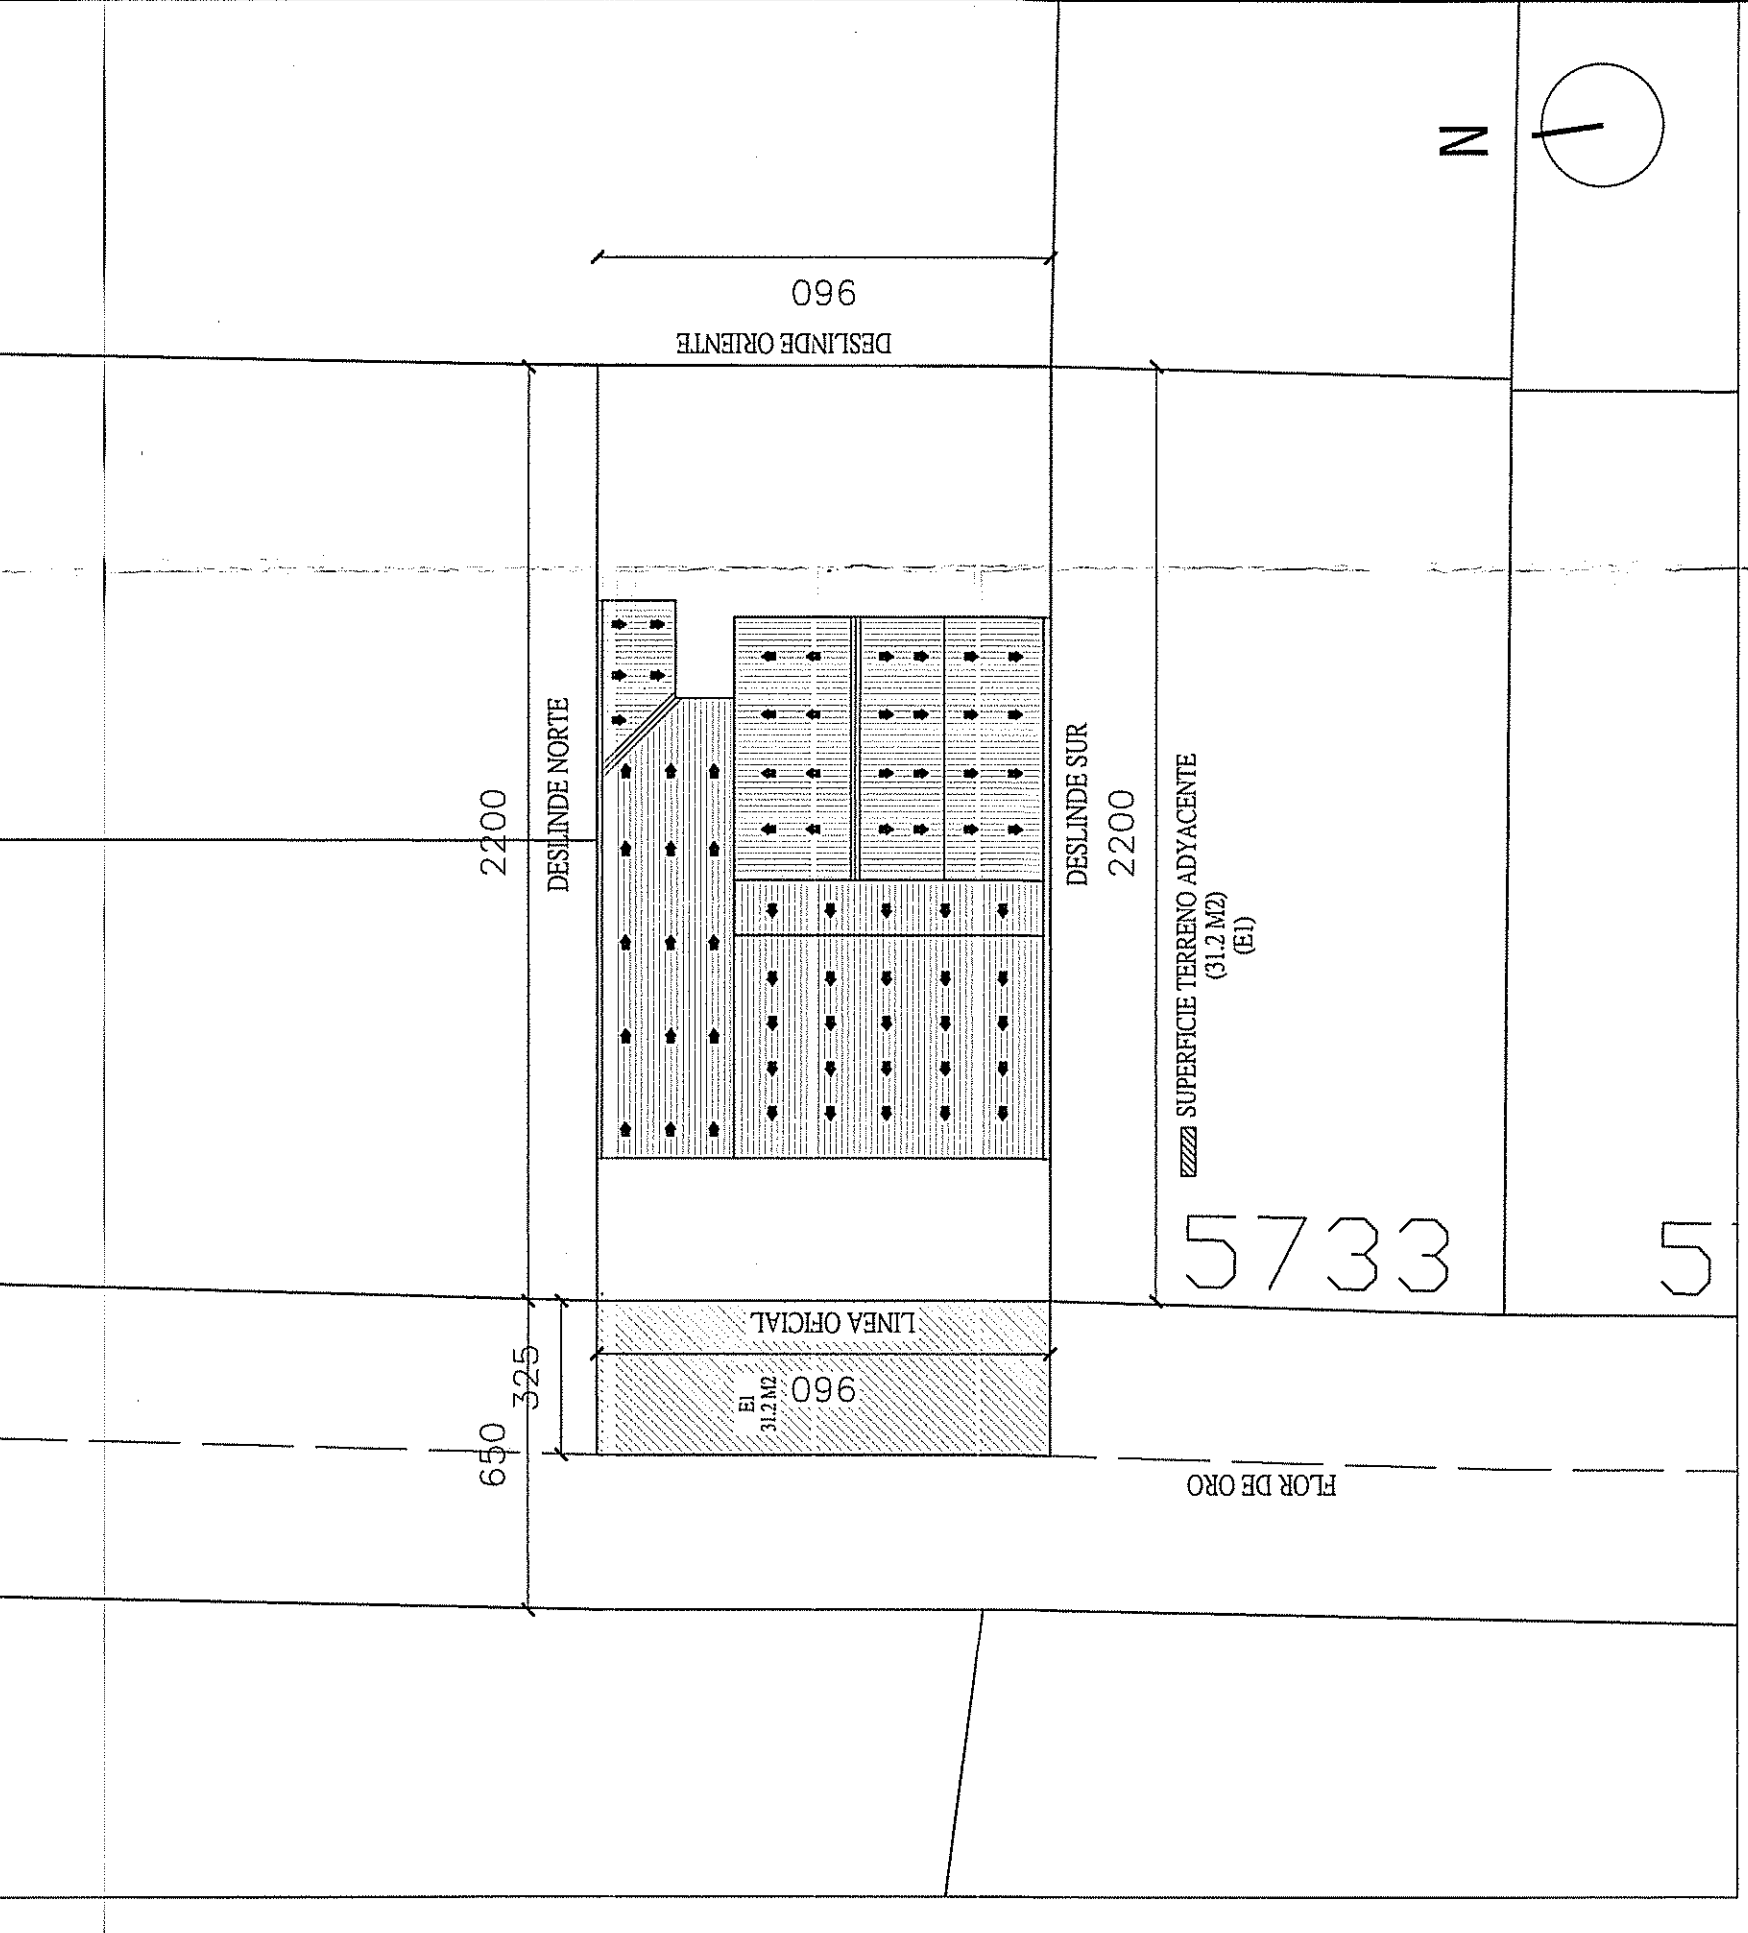 N
960
DESLINDE ORIENTE
2200
DESLINDE NORTE
DESLINDE SUR
2200
SUPERFICIE TERRENO ADYACENTE
(31.2 M2)
(E1)
5733
5
LINEA OFICIAL
325
E1
31.2 M2
960
650
FLOR DE ORO